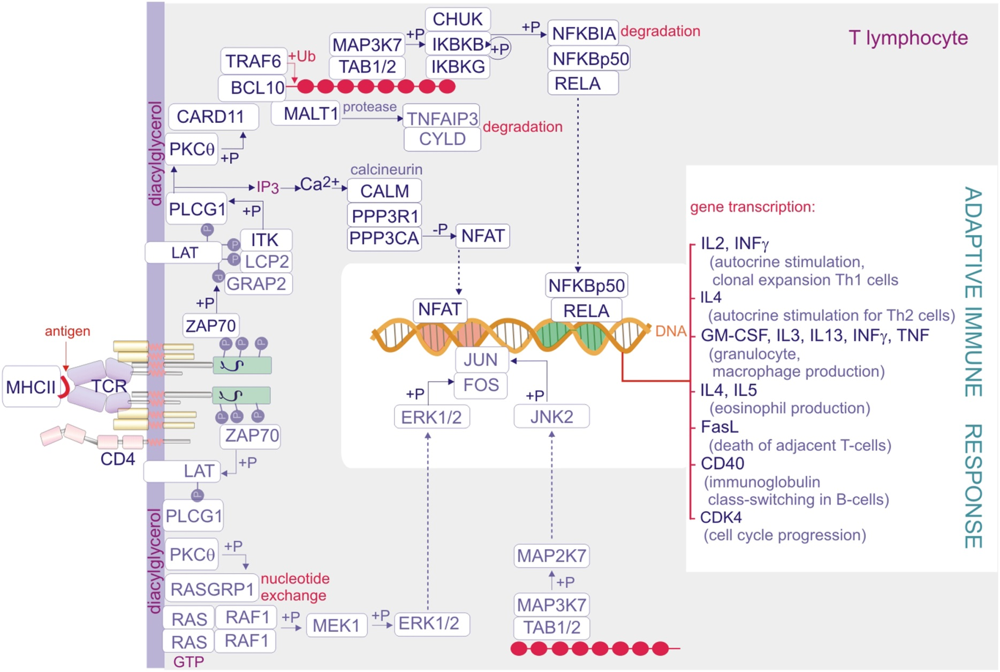 T lymphocyte
CHUK
MAP3K7
+P
IKBKB
+P
+P
NFKBIA
degradation
TAB1/2
IKBKG
NFKBp50
RELA
TRAF6
+Ub
BCL10
CARD11
MALT1
protease
TNFAIP3
CYLD
degradation
diacylglycerol
PKCθ
+P
IP3
Ca2+
calcineurin
CALM
PPP3R1
PPP3CA
-P
NFAT
PLCG1
+P
P
LAT
P
P
P
ITK
LCP2
GRAP2
+P
ZAP70
NFAT
NFKBp50
RELA
DNA
JUN
FOS
+P
+P
ERK1/2
JNK2
antigen
MHCII
TCR
P
P
P
P
P
P
ZAP70
CD4
+P
LAT
P
PLCG1
diacylglycerol
PKCθ
+P
RASGRP1
nucleotide
exchange
RAS
RAF1
RAS
RAF1
GTP
+P
MEK1
+P
ERK1/2
MAP2K7
+P
MAP3K7
TAB1/2
gene transcription:
IL2, INFγ
(autocrine stimulation,
clonal expansion Th1 cells
IL4
(autocrine stimulation for Th2 cells)
GM-CSF, IL3, IL13, INFγ, TNF
(granulocyte,
macrophage production)
IL4, IL5
(eosinophil production)
FasL
(death of adjacent T-cells)
CD40
(immunoglobulin
class-switching in B-cells)
CDK4
(cell cycle progression)
ADAPTIVE IMMUNE RESPONSE